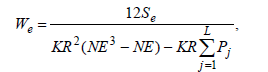 W_e = \frac{12S_e}{KR^2(NE^3 - NE) - KR\sum_{j=1}^{L} P_j},